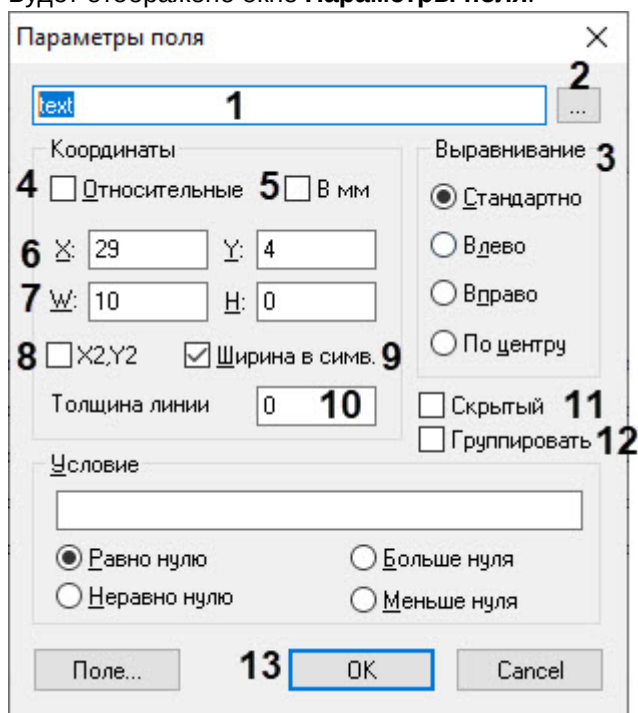 Будет отображено окно Параметры поля.
Параметры поля
2
text 1 ...
Координаты Выравнивание 3
4 Относительные 5 В мм Стандартно
6 X: 29 Y: 4 Влево
7 W: 10 H: 0 Вправо
8 X2,Y2 Ширина в симв. 9 По центру
Толщина линии 0 10 Скрытый 11
Группировать 12
Условие
Равно нулю Больше нуля
Неравно нулю Меньше нуля
Поле... 13 OK Cancel